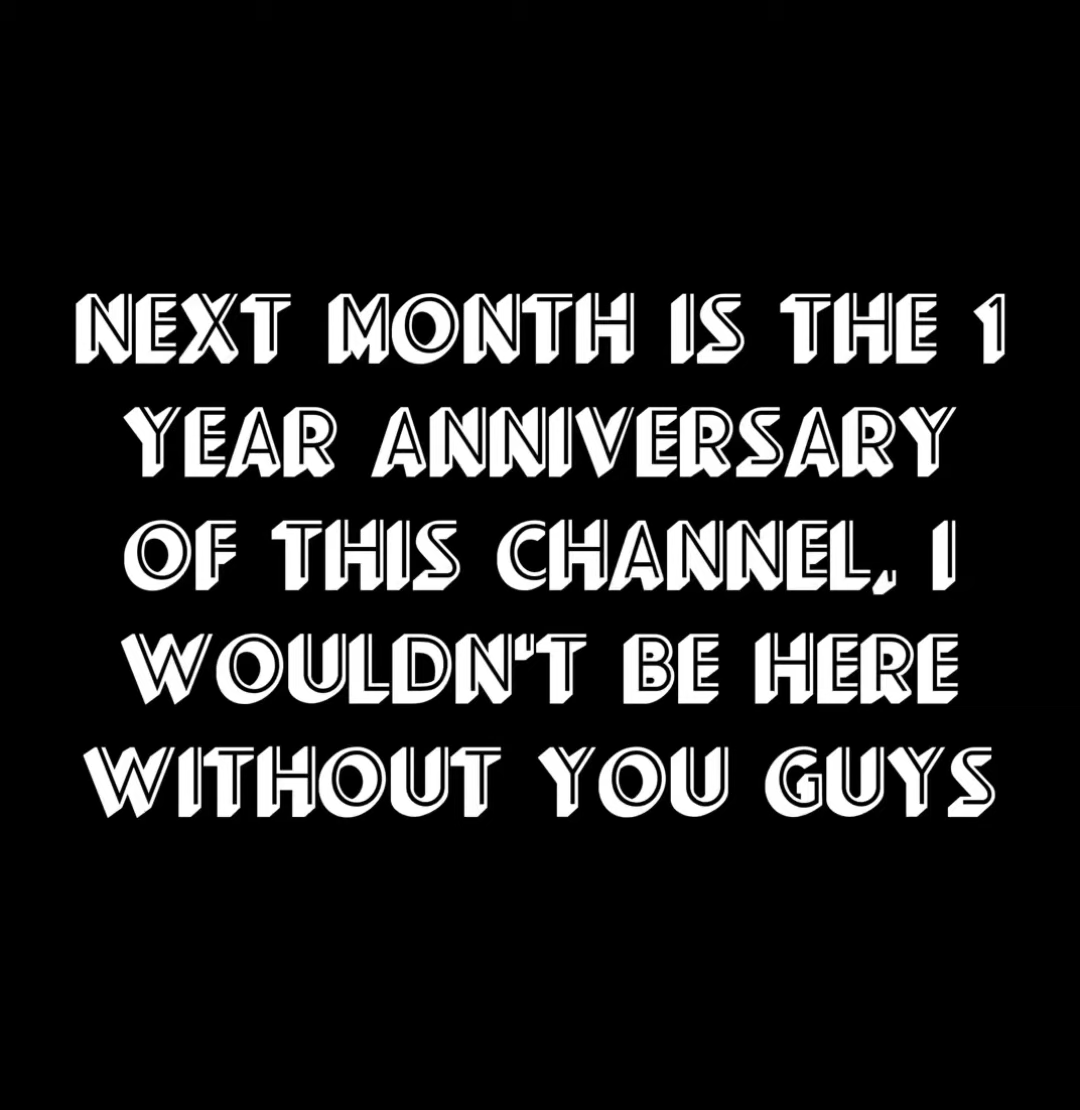 NEXT MONTH IS THE 1
YEAR ANNIVERSARY
OF THIS CHANNEL, I
WOULDN'T BE HERE
WITHOUT YOU GUYS